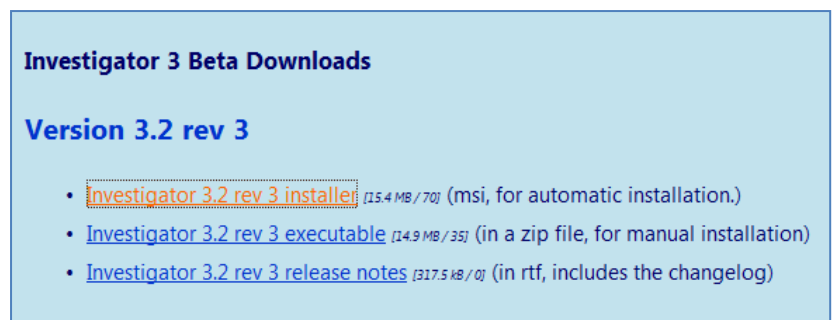 Investigator 3 Beta Downloads
Version 3.2 rev 3
• Investigator 3.2 rev 3 installer [15.4 MB / 70] (msi, for automatic installation.)
• Investigator 3.2 rev 3 executable [14.9 MB / 35] (in a zip file, for manual installation)
• Investigator 3.2 rev 3 release notes [317.5 kB / 0] (in rtf, includes the changelog)